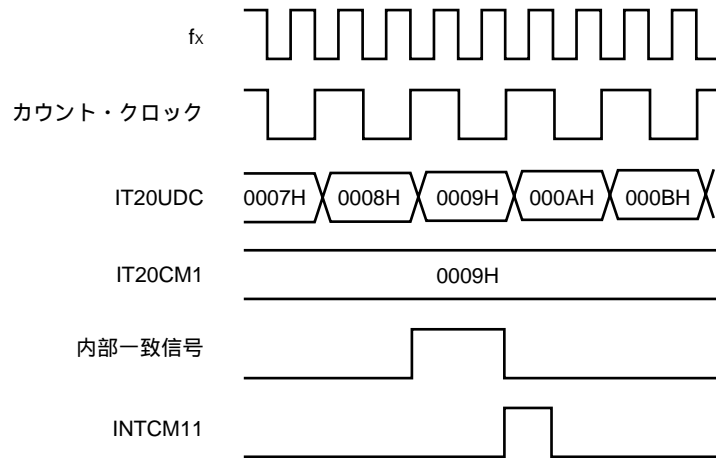 fX
カウント・クロック
IT20UDC 0007H 0008H 0009H 000AH 000BH
IT20CM1 0009H
内部一致信号
INTCM11